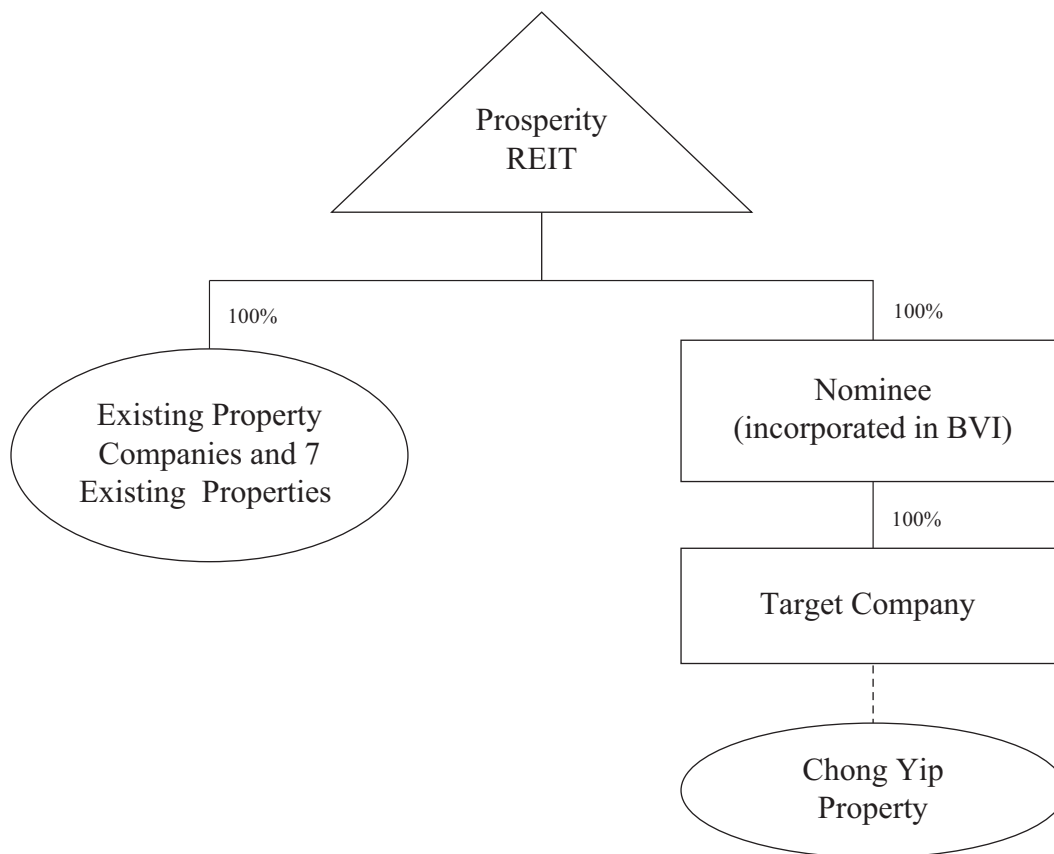 Prosperity
REIT
100%
100%
Existing Property
Companies and 7
Existing Properties
Nominee
(incorporated in BVI)
100%
Target Company
Chong Yip
Property